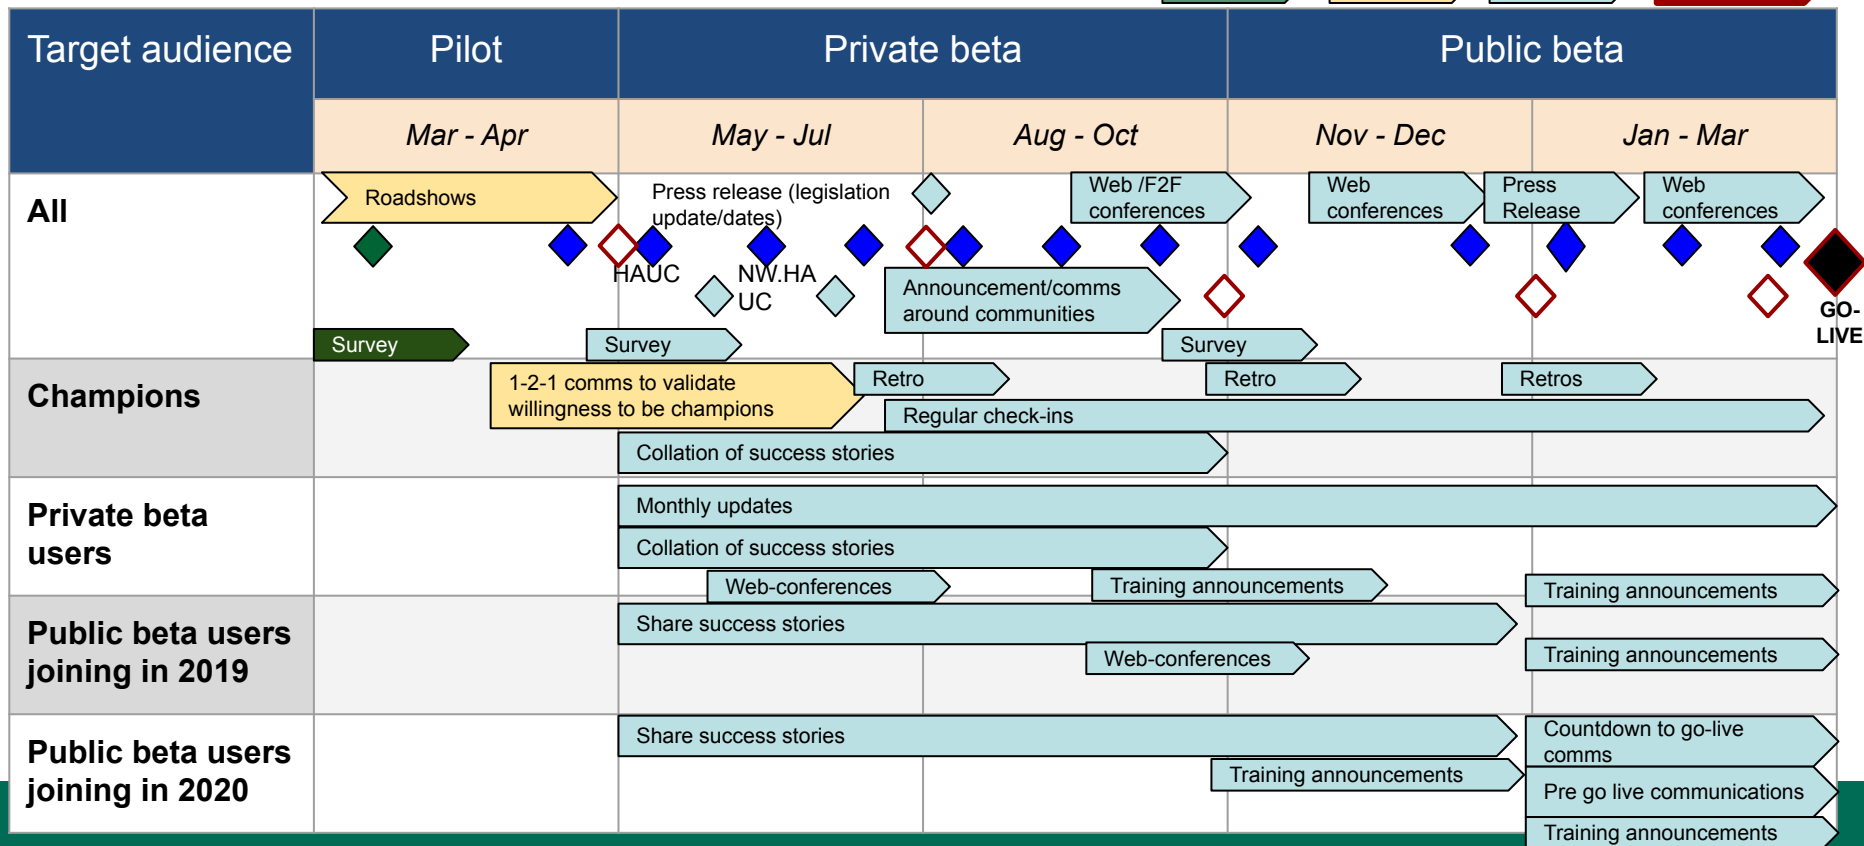 Target audience
Pilot
Private beta
Public beta
Mar - Apr
May - Jul
Aug - Oct
Nov - Dec
Jan - Mar
All
Roadshows
Press release (legislation
update/dates)
Web /F2F
conferences
Web
conferences
Press
Release
Web
conferences
HAUC
NW.HA
UC
Announcement/comms
around communities
GO-
LIVE
Survey
Survey
Survey
Champions
1-2-1 comms to validate
willingness to be champions
Retro
Retro
Retros
Regular check-ins
Collation of success stories
Private beta
users
Monthly updates
Collation of success stories
Web-conferences
Training announcements
Training announcements
Public beta users
joining in 2019
Share success stories
Web-conferences
Training announcements
Public beta users
joining in 2020
Share success stories
Training announcements
Countdown to go-live
comms
Pre go live communications
Training announcements